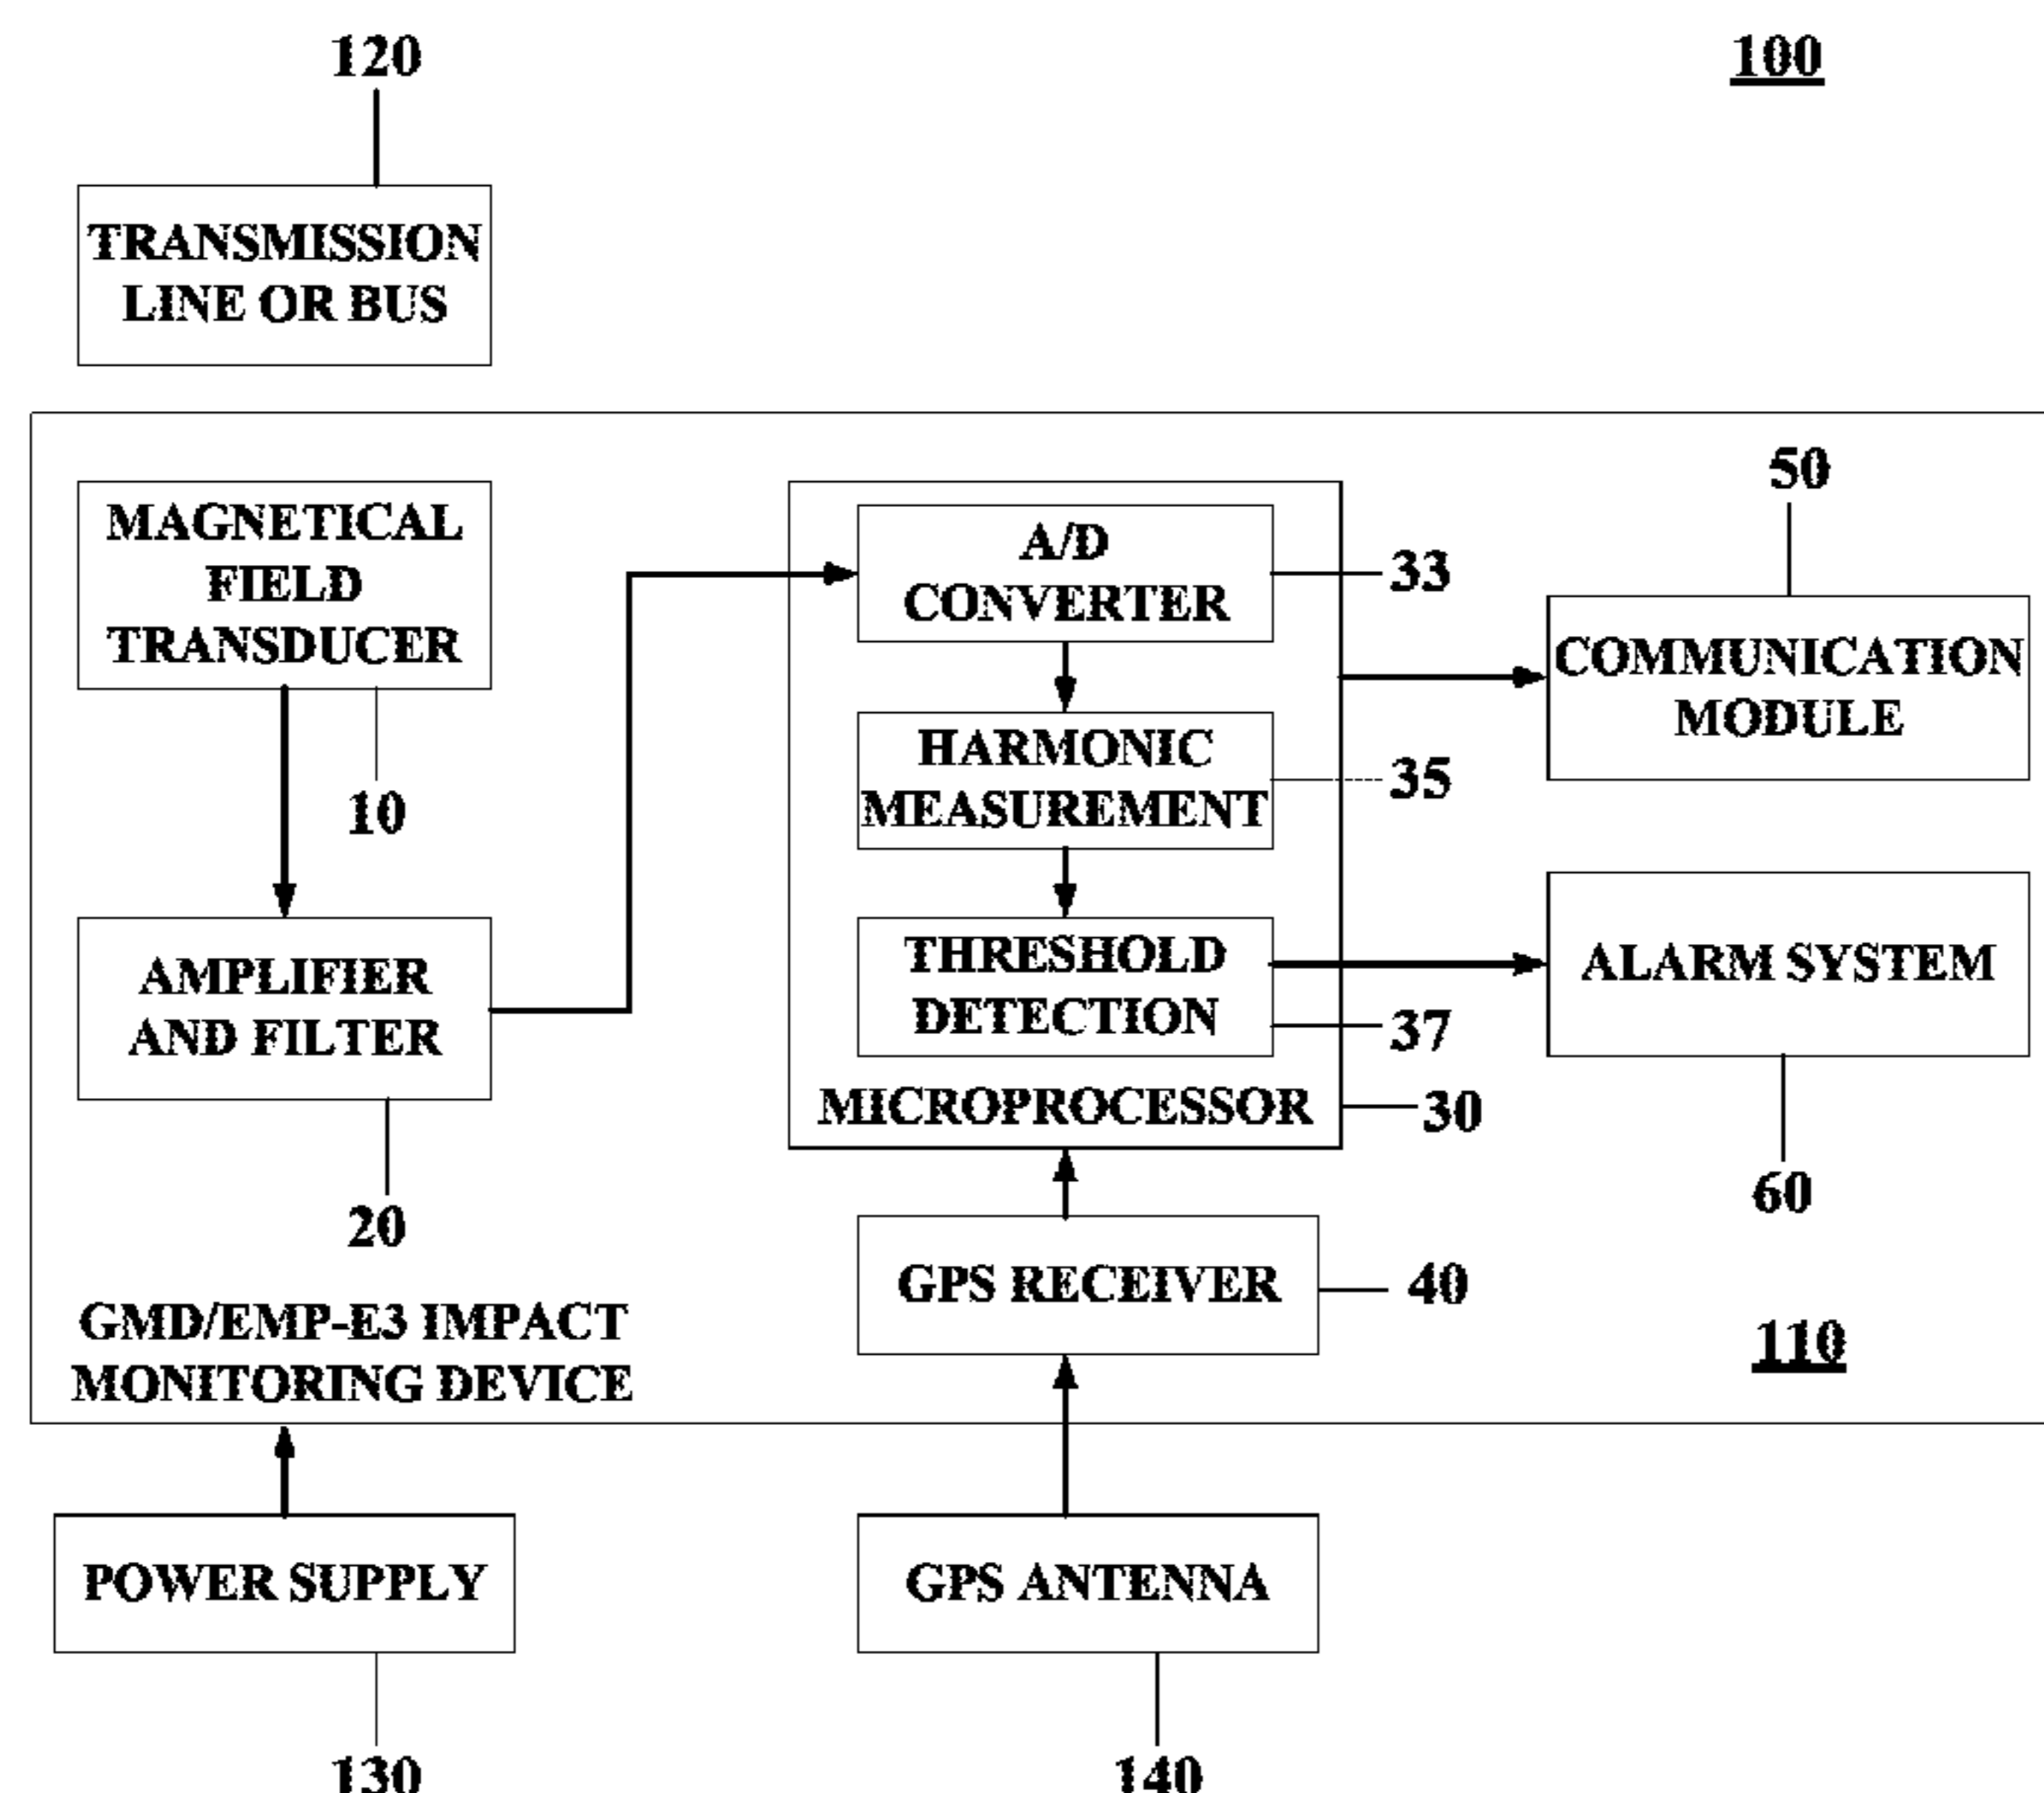 120
100
TRANSMISSION
LINE OR BUS
MAGNETICAL
FIELD
TRANSDUCER
10
AMPLIFIER
AND FILTER
20
A/D
CONVERTER
33
HARMONIC
MEASUREMENT
35
THRESHOLD
DETECTION
37
MICROPROCESSOR
30
50
COMMUNICATION
MODULE
ALARM SYSTEM
60
GPS RECEIVER
40
GMD/EMP-E3 IMPACT
MONITORING DEVICE
110
POWER SUPPLY
130
GPS ANTENNA
140